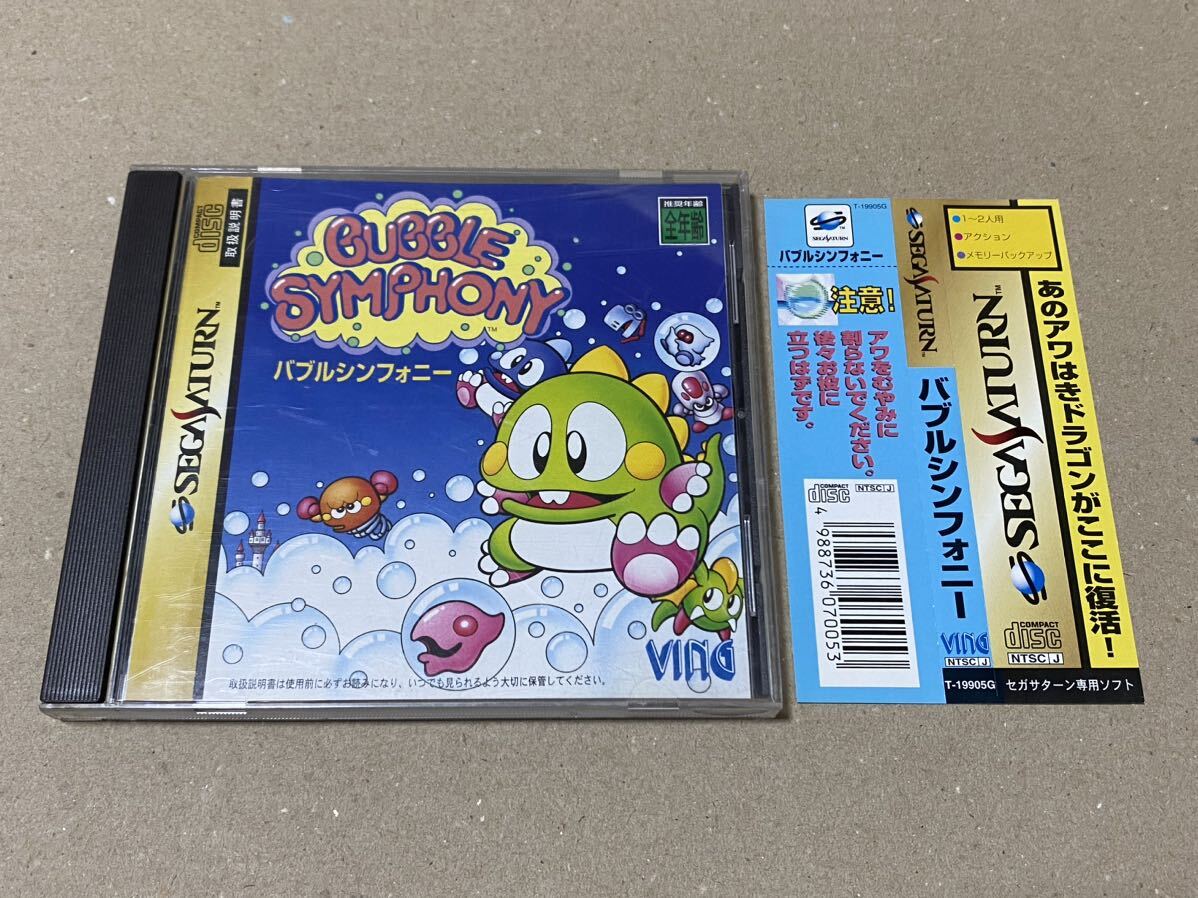 COMPACT
disc
取扱説明書
SEGA SATURN™
BUBBLE
SYMPHONY™
バブルシンフォニー
推奨年齢
全年齢
VING
取扱説明書は使用前に必ずお読みになり、いつでも見られるよう大切に保管してください。
T-19905G
SEGA SATURN™
バブルシンフォニー
注意!
アワをむやみに
割らないでください。
後々お役に
立つはずです。
COMPACT
disc
NTSC J
4 988736 070053
SEGA SATURN™
バブルシンフォニー
VING
NTSC J
T-19905G
1〜2人用
アクション
メモリーバックアップ
SEGA SATURN™
COMPACT
disc
NTSC J
あのアワはきドラゴンがここに復活!
セガサターン専用ソフト